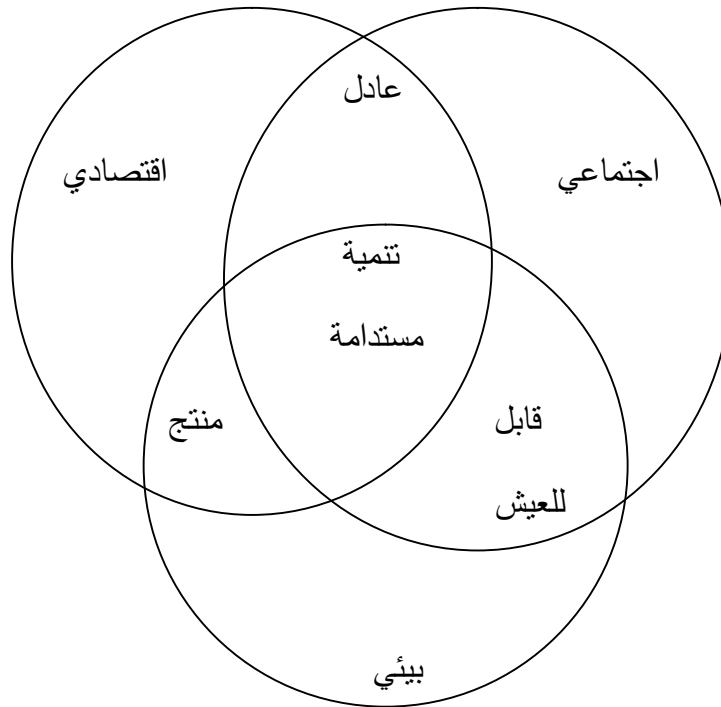 عادل
اجتماعي
اقتصادي
تنمية
مستدامة
قابل
منتج
للعيش
بيئي